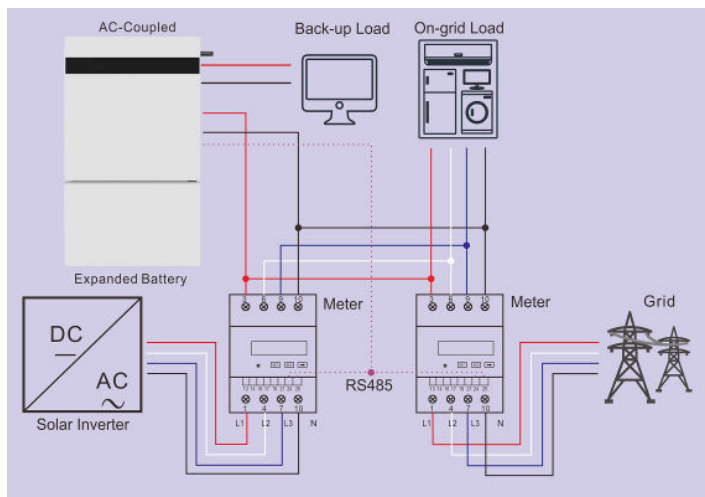 AC-Coupled
Back-up Load
On-grid Load
Expanded Battery
3 6 9 10
Meter
3 6 9 10
Meter
Grid
DC
AC
RS485
Solar Inverter
1 4 7 10
L1 L2 L3 N
1 4 7 10
L1 L2 L3 N